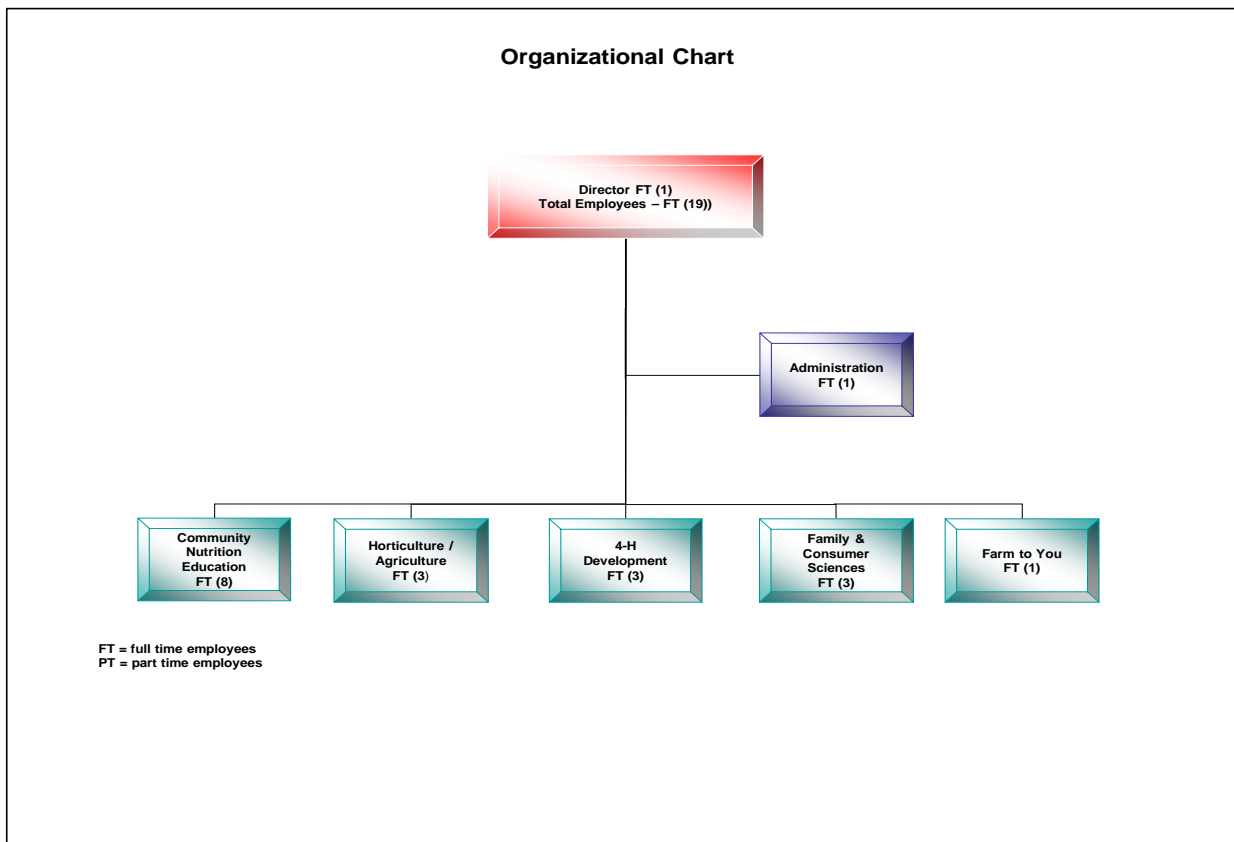 Organizational Chart
Director FT (1)
Total Employees – FT (19))
Administration
FT (1)
Community
Nutrition
Education
FT (8)
Horticulture /
Agriculture
FT (3)
4-H
Development
FT (3)
Family &
Consumer
Sciences
FT (3)
Farm to You
FT (1)
FT = full time employees
PT = part time employees